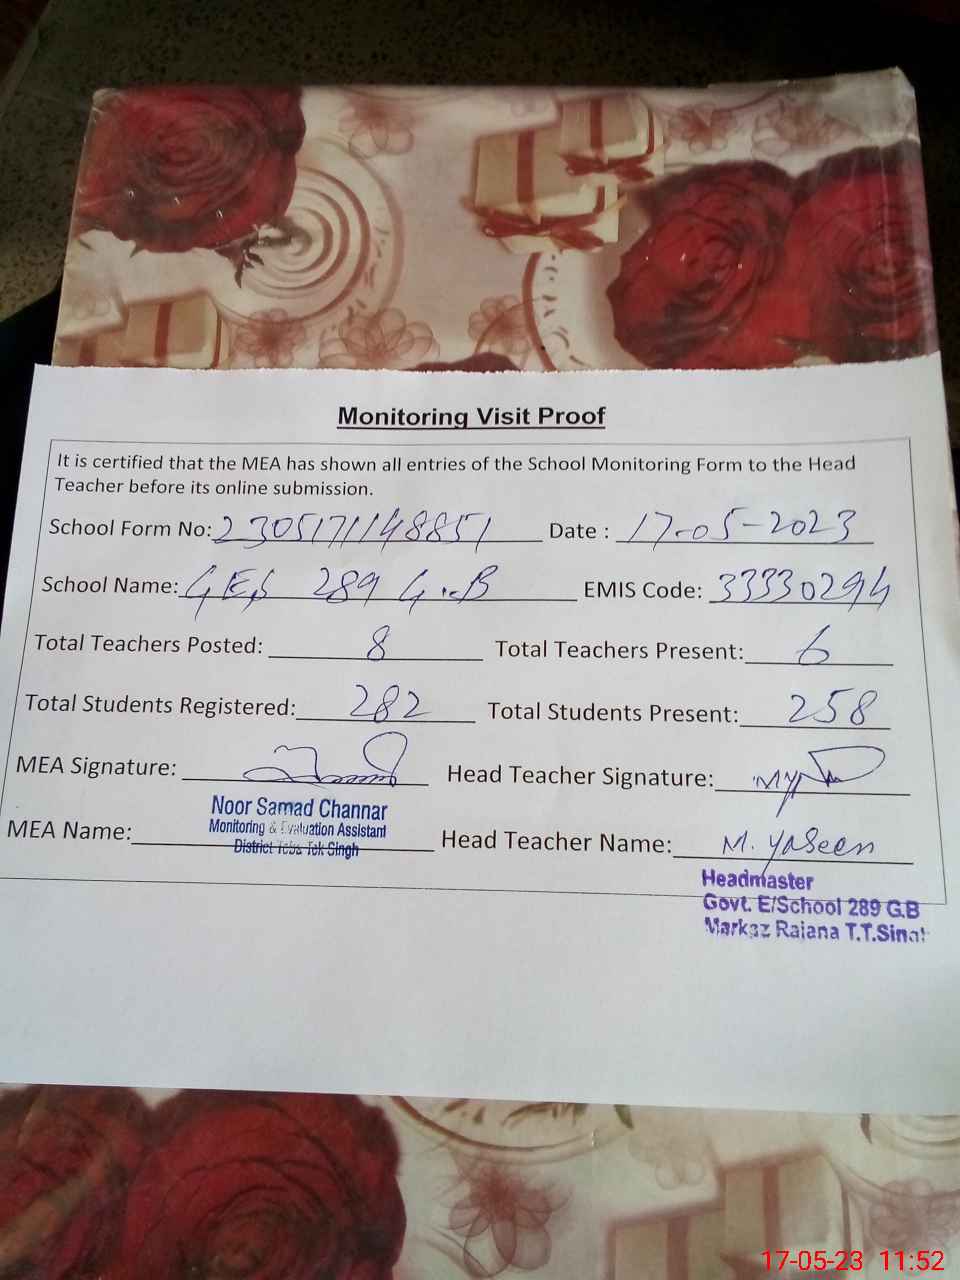 Monitoring Visit Proof
It is certified that the MEA has shown all entries of the School Monitoring Form to the Head
Teacher before its online submission.
School Form No: 2305171148851 Date : 17-05-2023
School Name: GES 289 G.B EMIS Code: 33330294
Total Teachers Posted: 8 Total Teachers Present: 6
Total Students Registered: 282 Total Students Present: 258
MEA Signature: Head Teacher Signature:
Noor Samad Channar
Monitoring & Evaluation Assistant
District Toba Tek Singh
MEA Name: Head Teacher Name: M. Yaseen
Headmaster
Govt. E/School 289 G.B
Markaz Rajana T.T.Singh
17-05-23 11:52